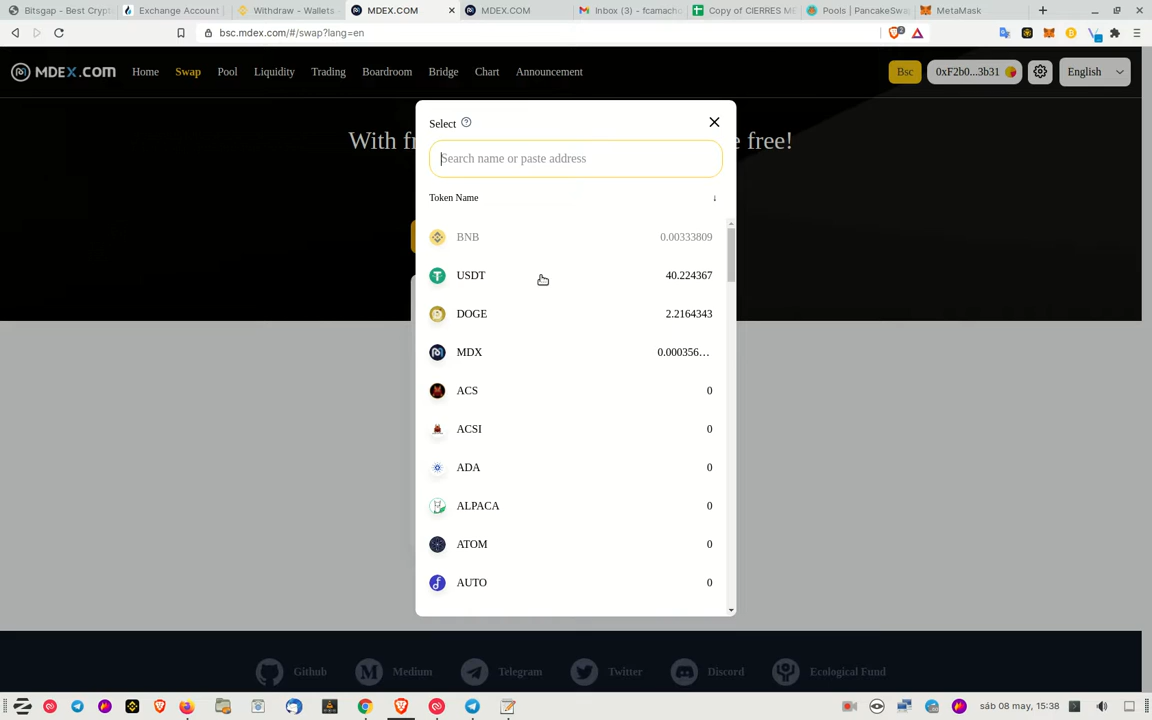 Bitsgap - Best Crypt
Exchange Account
Withdraw - Wallets
MDEX.COM
MDEX.COM
Inbox (3) - fcamacho
Copy of CIERRES ME
Pools | PancakeSwap
MetaMask
bsc.mdex.com/#/swap?lang=en
2
MDEX.COM
Home
Swap
Pool
Liquidity
Trading
Boardroom
Bridge
Chart
Announcement
Bsc
0xF2b0...3b31
English
With fr
e free!
Select
Search name or paste address
Token Name
BNB 0.00333809
USDT 40.224367
DOGE 2.2164343
MDX 0.000356…
ACS 0
ACSI 0
ADA 0
ALPACA 0
ATOM 0
AUTO 0
Github
Medium
Telegram
Twitter
Discord
Ecological Fund
sáb 08 may, 15:38